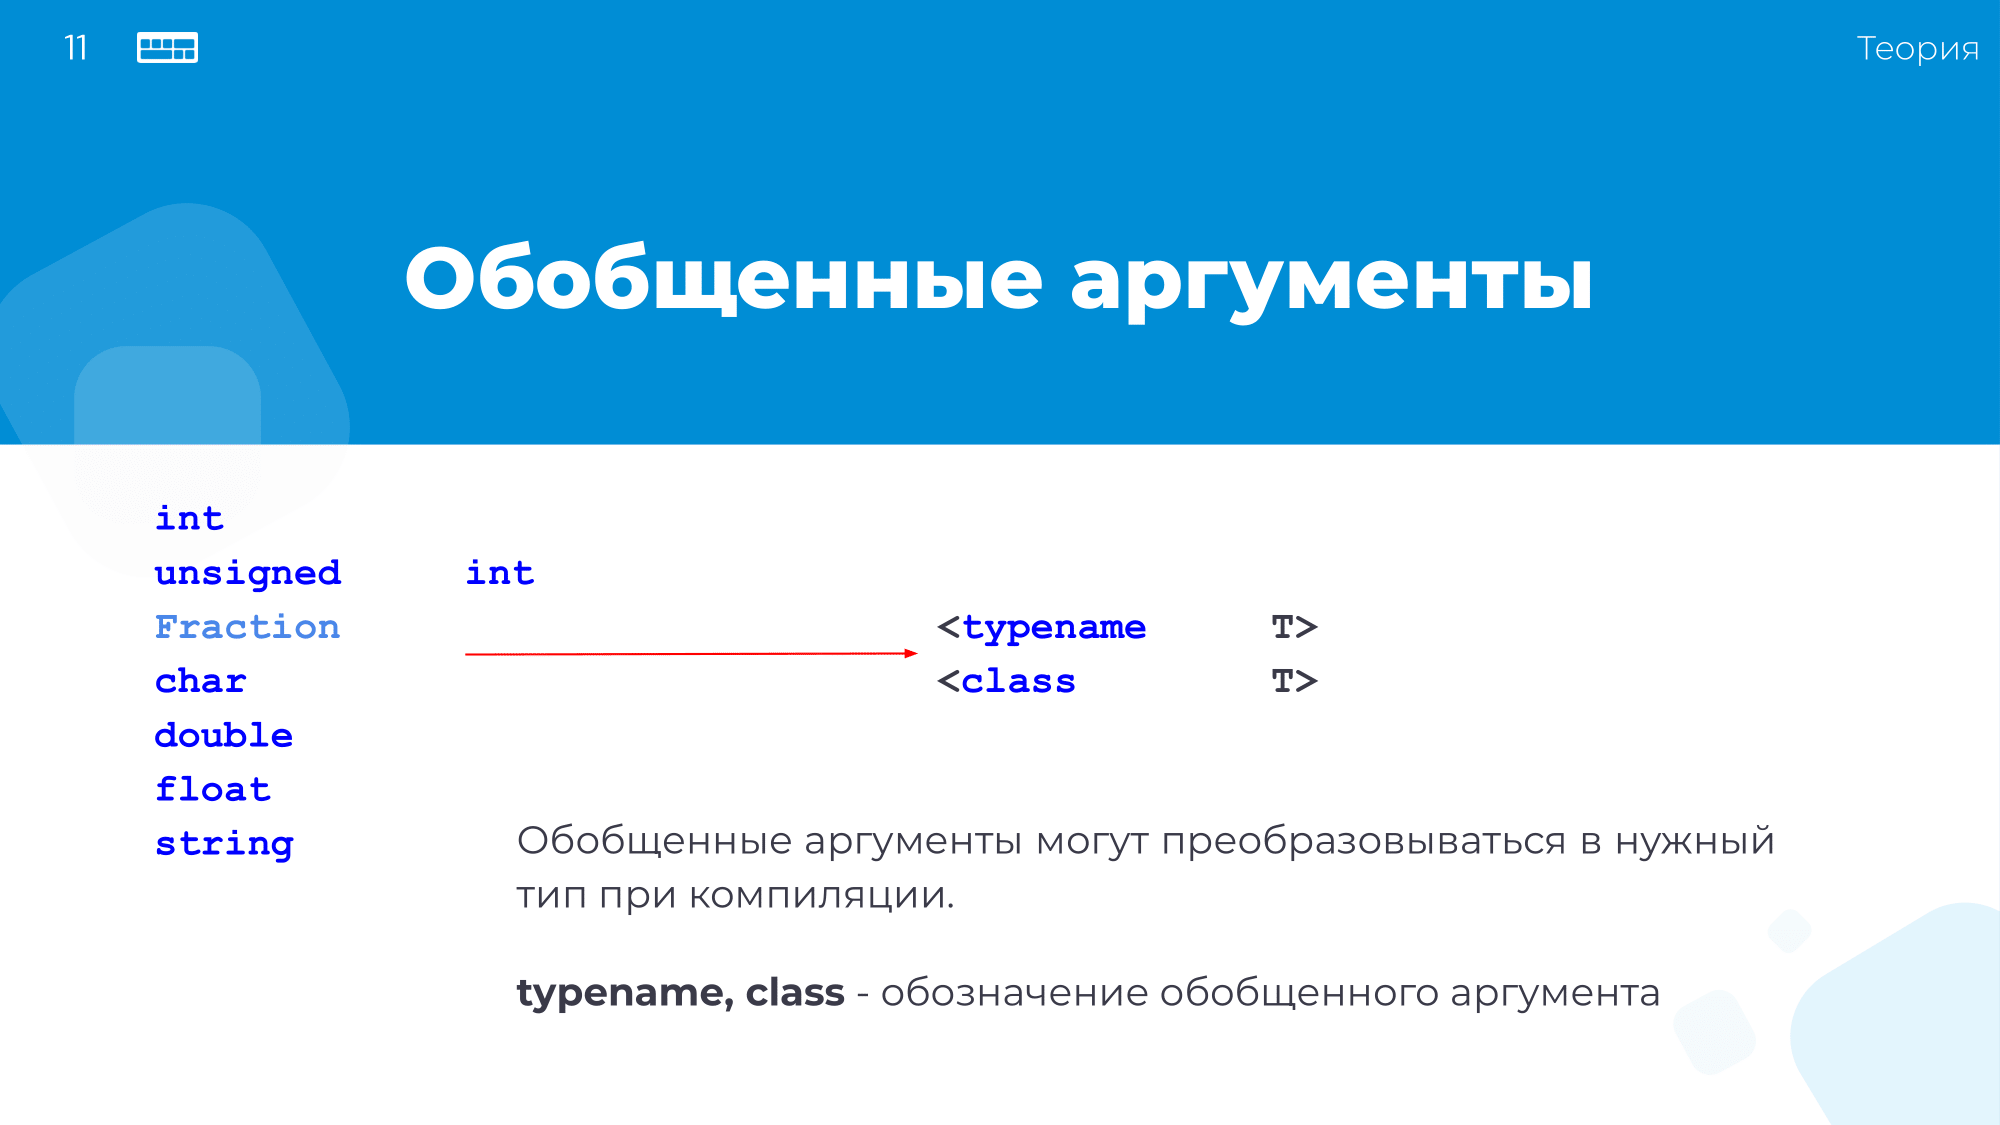 11
Теория
Обобщенные аргументы
int
unsigned int
Fraction
char
double
float
string
<typename T>
<class T>
Обобщенные аргументы могут преобразовываться в нужный
тип при компиляции.
typename, class - обозначение обобщенного аргумента